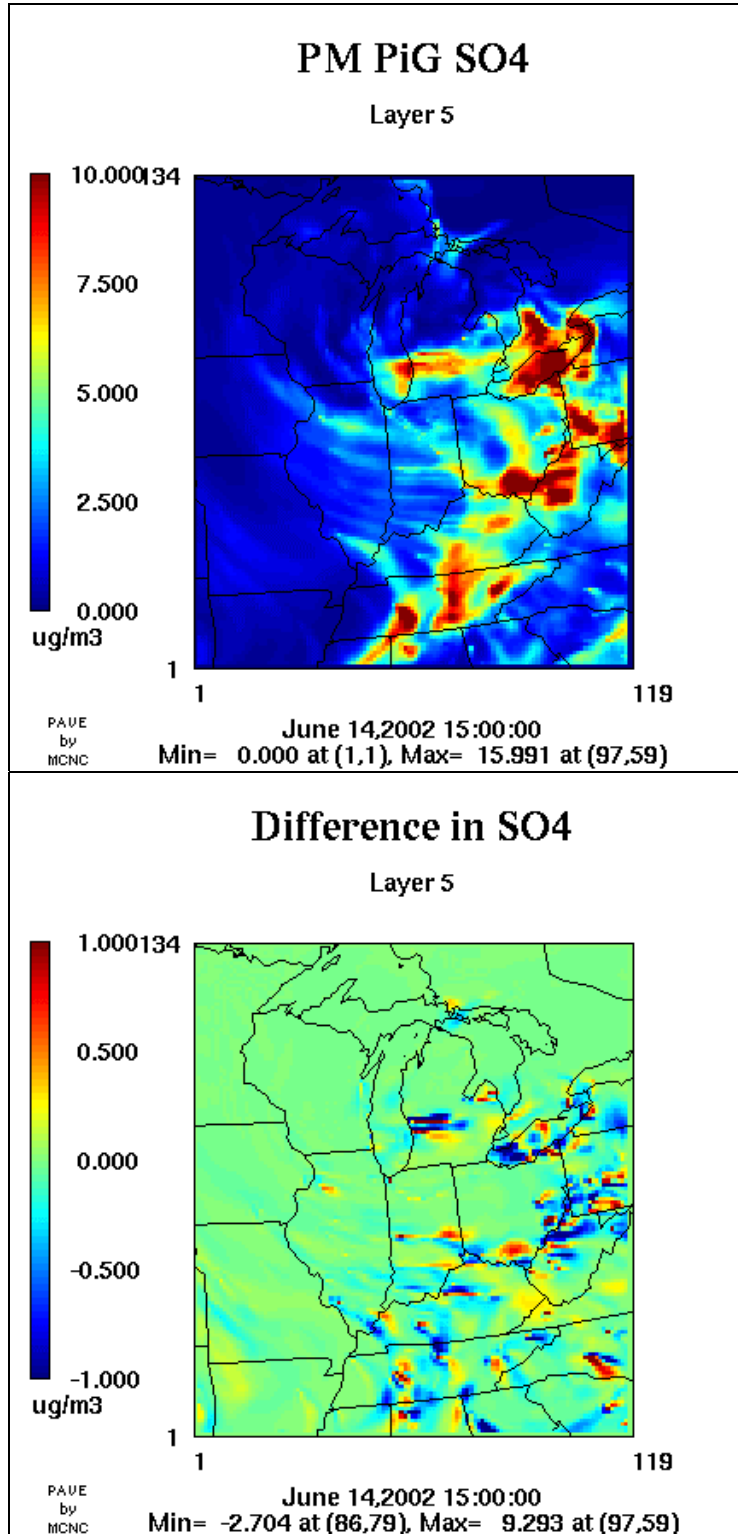 PM PiG SO4
Layer 5
10.000 134
7.500
5.000
2.500
0.000
ug/m3
1
1 119
PAVE
by
MCNC
June 14,2002 15:00:00
Min= 0.000 at (1,1), Max= 15.991 at (97,59)
Difference in SO4
Layer 5
1.000 134
0.500
0.000
-0.500
-1.000
ug/m3
1
1 119
PAVE
by
MCNC
June 14,2002 15:00:00
Min= -2.704 at (86,79), Max= 9.293 at (97,59)